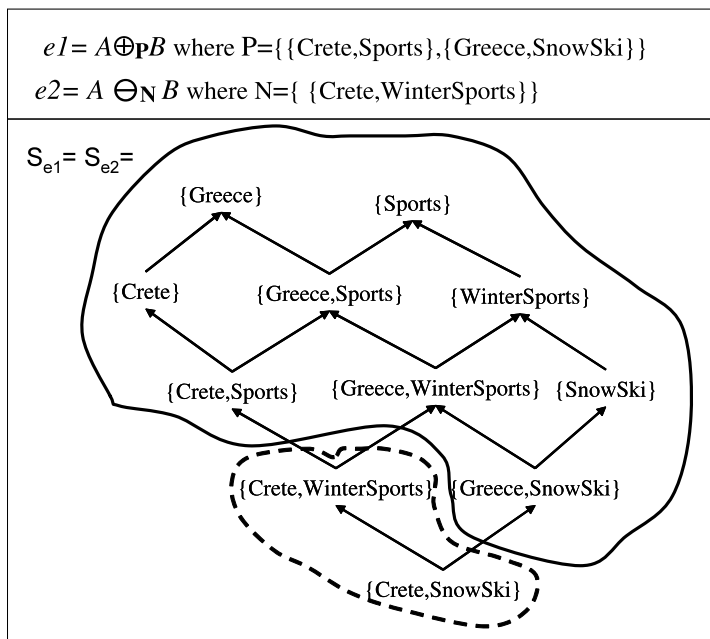 e1= A⊕PB where P={{Crete,Sports},{Greece,SnowSki}}
e2= A ⊖N B where N={ {Crete,WinterSports}}
Se1= Se2=
{Greece}
{Sports}
{Crete}
{Greece,Sports}
{WinterSports}
{Crete,Sports}
{Greece,WinterSports}
{SnowSki}
{Crete,WinterSports}
{Greece,SnowSki}
{Crete,SnowSki}